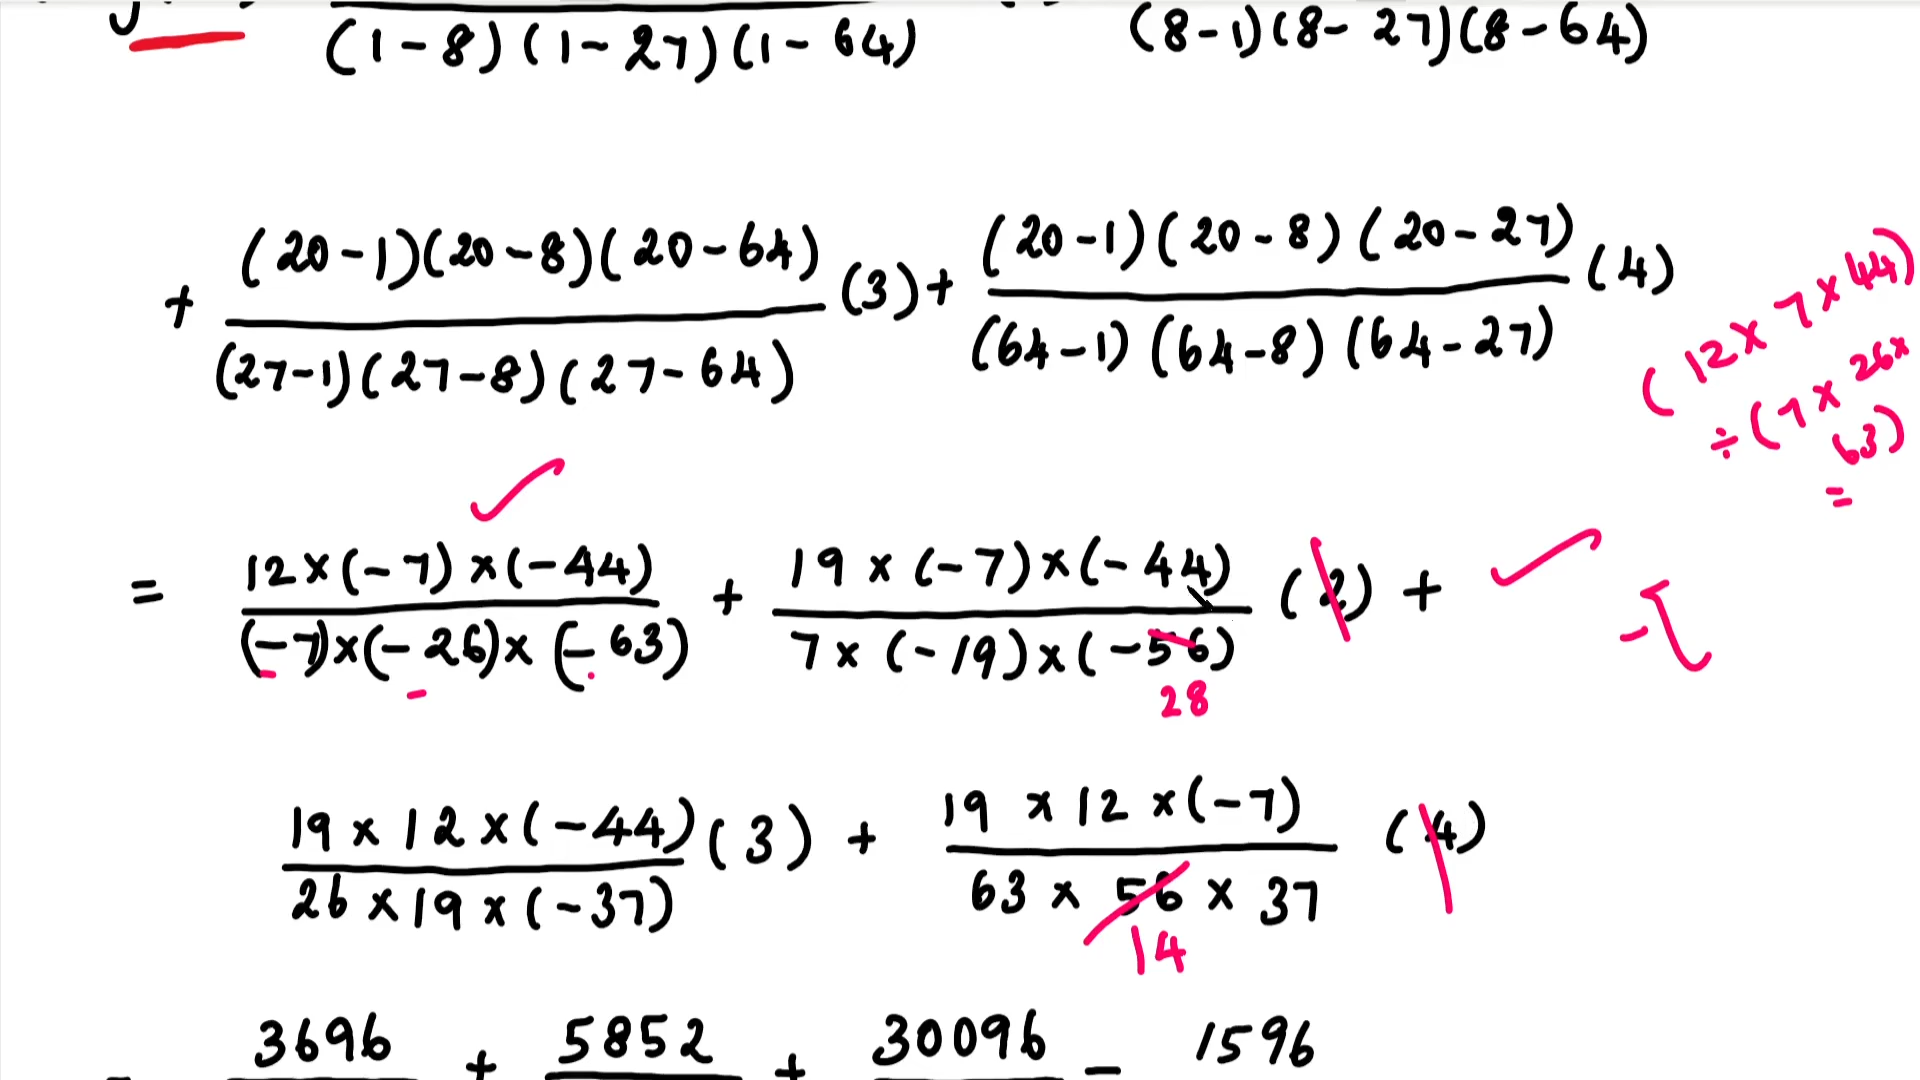 (1-8)(1-27)(1-64) (8-1)(8-27)(8-64)
+ (20-1)(20-8)(20-64) (3) + (20-1)(20-8)(20-27) (4)
(27-1)(27-8)(27-64) (64-1)(64-8)(64-27)
(12×7×44)
÷(7×26×
63)
=
= 12×(-7)×(-44) + 19×(-7)×(-44) (2) +
(-7)×(-26)×(-63) 7×(-19)×(-56)
28
19×12×(-44) (3) + 19×12×(-7) (4)
26×19×(-37) 63×56×37
14
3696 + 5852 + 30096 - 1596